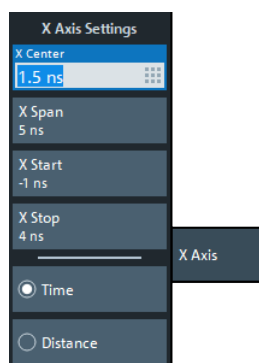 X Axis Settings
X Center
1.5 ns
X Span
5 ns
X Start
-1 ns
X Stop
4 ns
X Axis
Time
Distance